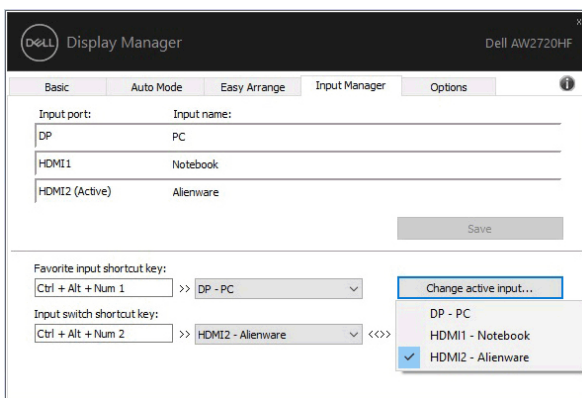 DELL Display Manager Dell AW2720HF
Basic Auto Mode Easy Arrange Input Manager Options
Input port: Input name:
DP PC
HDMI1 Notebook
HDMI2 (Active) Alienware
Save
Favorite input shortcut key:
Ctrl + Alt + Num 1 >> DP - PC Change active input...
Input switch shortcut key:
Ctrl + Alt + Num 2 >> HDMI2 - Alienware <<>>
DP - PC
HDMI1 - Notebook
HDMI2 - Alienware